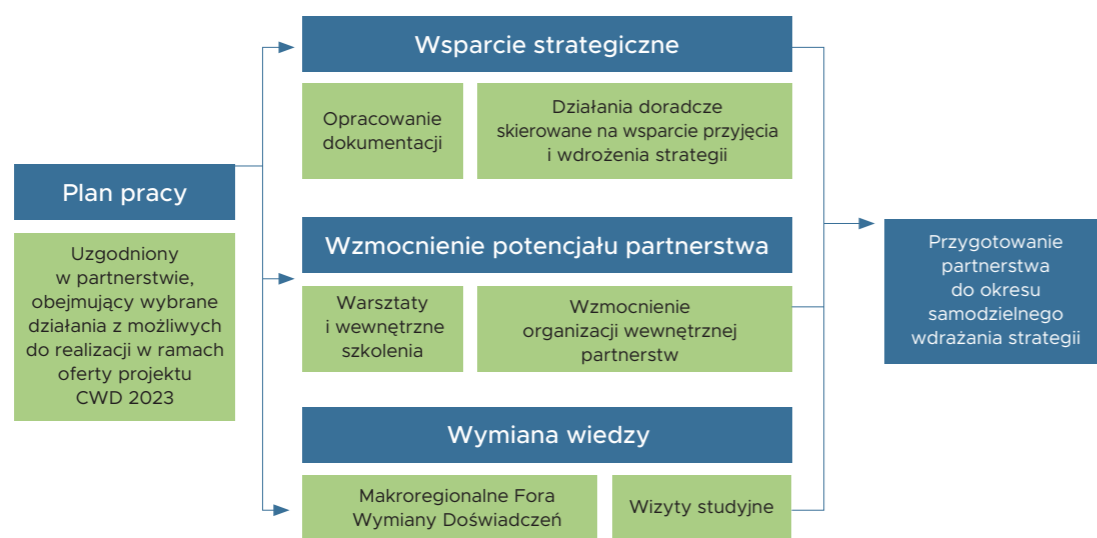 Plan pracy
Uzgodniony
w partnerstwie,
obejmujący wybrane
działania z możliwych
do realizacji w ramach
oferty projektu
CWD 2023
Wsparcie strategiczne
Opracowanie
dokumentacji
Działania doradcze
skierowane na wsparcie przyjęcia
i wdrożenia strategii
Wzmocnienie potencjału partnerstwa
Warsztaty
i wewnętrzne
szkolenia
Wzmocnienie
organizacji wewnętrznej
partnerstw
Wymiana wiedzy
Makroregionalne Fora
Wymiany Doświadczeń
Wizyty studyjne
Przygotowanie
partnerstwa
do okresu
samodzielnego
wdrażania strategii